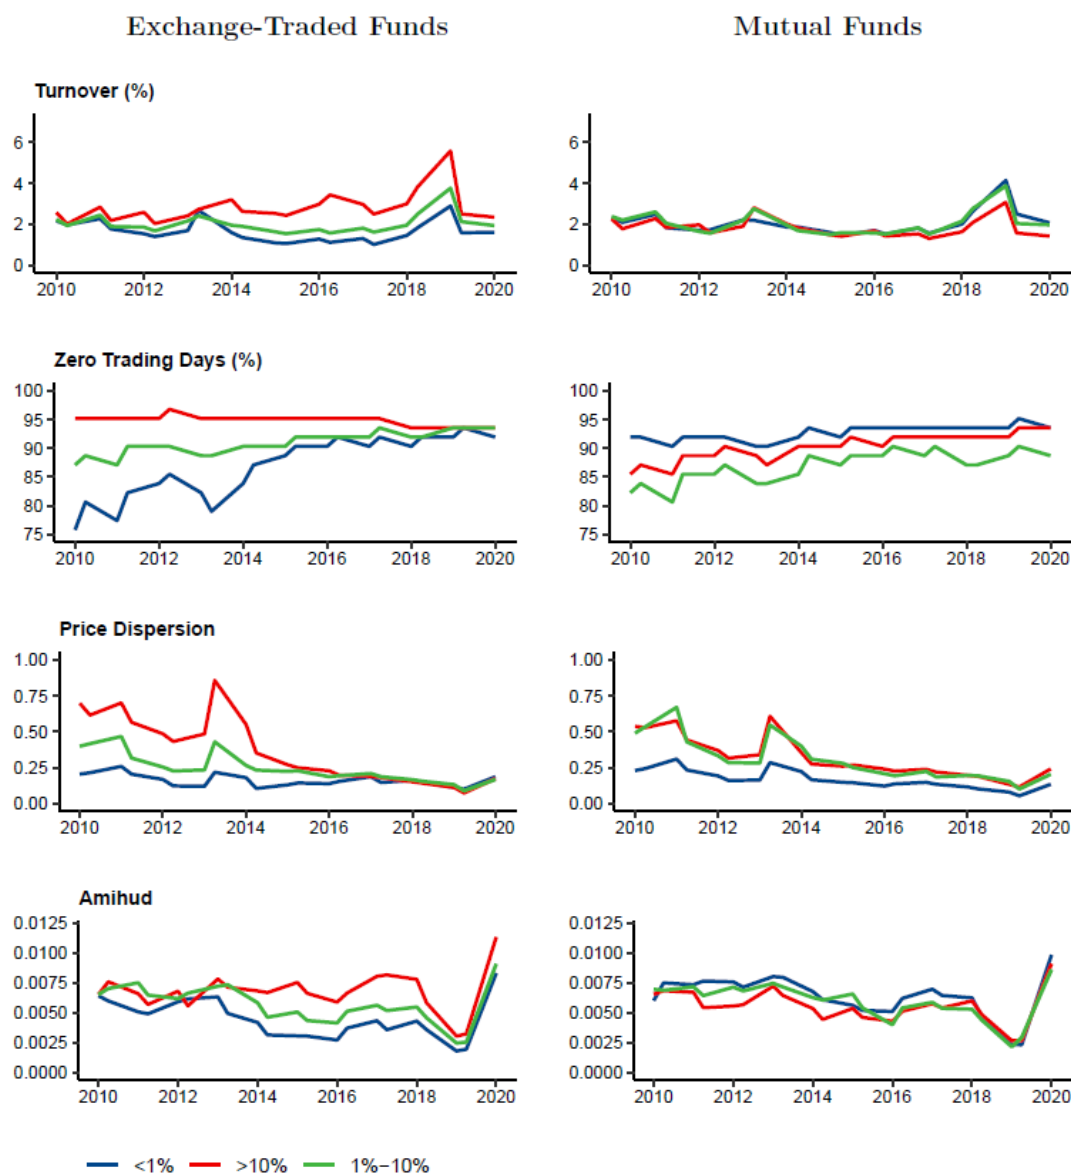 Exchange-Traded Funds
Mutual Funds
Turnover (%)
6
4
2
0
2010 2012 2014 2016 2018 2020
6
4
2
0
2010 2012 2014 2016 2018 2020
Zero Trading Days (%)
100
95
90
85
80
75
2010 2012 2014 2016 2018 2020
100
95
90
85
80
75
2010 2012 2014 2016 2018 2020
Price Dispersion
1.00
0.75
0.50
0.25
0.00
2010 2012 2014 2016 2018 2020
1.00
0.75
0.50
0.25
0.00
2010 2012 2014 2016 2018 2020
Amihud
0.0125
0.0100
0.0075
0.0050
0.0025
0.0000
2010 2012 2014 2016 2018 2020
0.0125
0.0100
0.0075
0.0050
0.0025
0.0000
2010 2012 2014 2016 2018 2020
<1% >10% 1%−10%